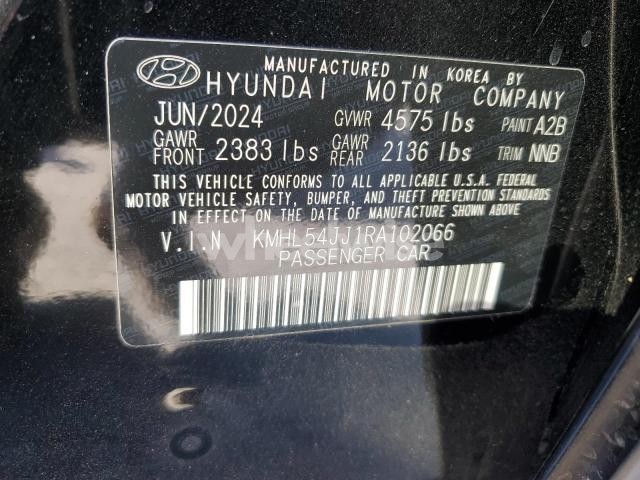 MANUFACTURED IN KOREA BY
HYUNDAI MOTOR COMPANY
JUN/2024 GVWR 4575 lbs PAINT A2B
GAWR FRONT 2383 lbs GAWR REAR 2136 lbs TRIM NNB
THIS VEHICLE CONFORMS TO ALL APPLICABLE U.S.A. FEDERAL
MOTOR VEHICLE SAFETY, BUMPER, AND THEFT PREVENTION STANDARDS
IN EFFECT ON THE DATE OF MANUFACTURE SHOWN ABOVE.
V.I.N KMHL54JJ1RA102066
PASSENGER CAR